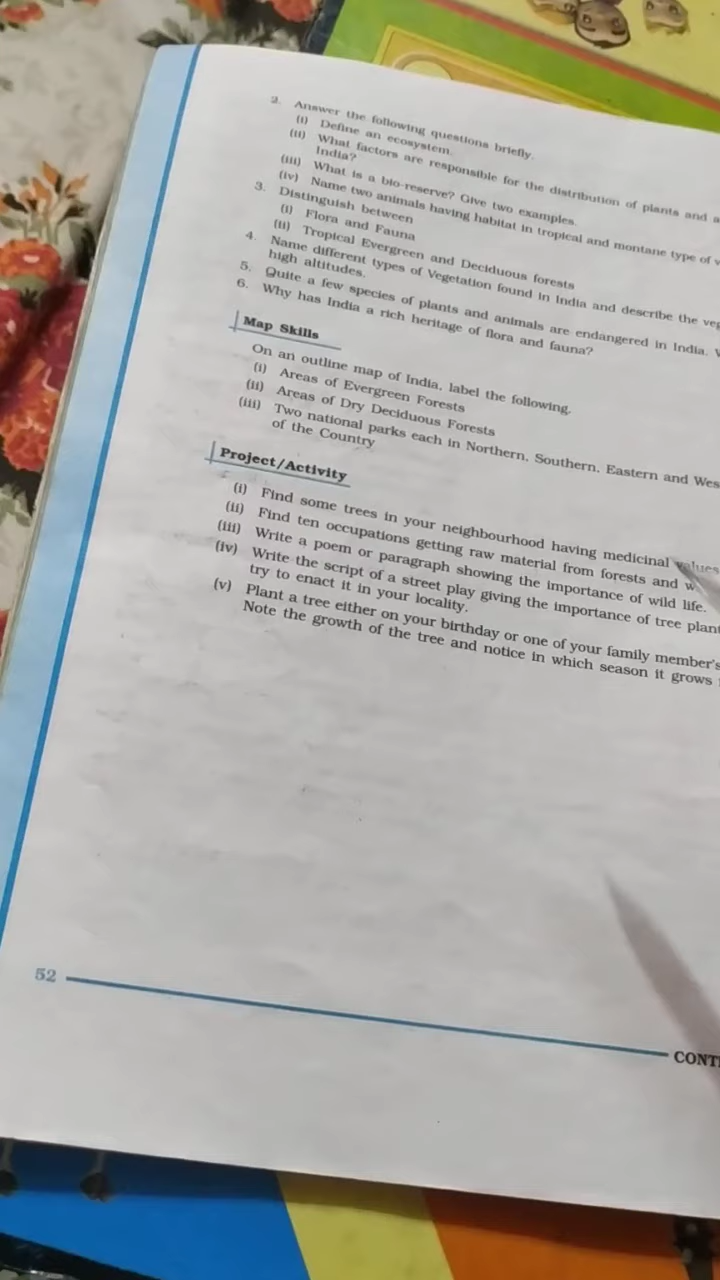 2. Answer the following questions briefly.
(i) Define an ecosystem.
(ii) What factors are responsible for the distribution of plants and
India?
(iii) What is a bio-reserve? Give two examples.
(iv) Name two animals having habitat in tropical and montane type of
3. Distinguish between
(i) Flora and Fauna
(ii) Tropical Evergreen and Deciduous forests
4. Name different types of Vegetation found in India and describe the
high altitudes.
5. Quite a few species of plants and animals are endangered in India.
6. Why has India a rich heritage of flora and fauna?
Map Skills
On an outline map of India, label the following.
(i) Areas of Evergreen Forests
(ii) Areas of Dry Deciduous Forests
(iii) Two national parks each in Northern, Southern, Eastern and Wes
of the Country
Project/Activity
(i) Find some trees in your neighbourhood having medicinal values
(ii) Find ten occupations getting raw material from forests and w
(iii) Write a poem or paragraph showing the importance of wild life.
(iv) Write the script of a street play giving the importance of tree plant
try to enact it in your locality.
(v) Plant a tree either on your birthday or one of your family member's
Note the growth of the tree and notice in which season it grows
52
CONT